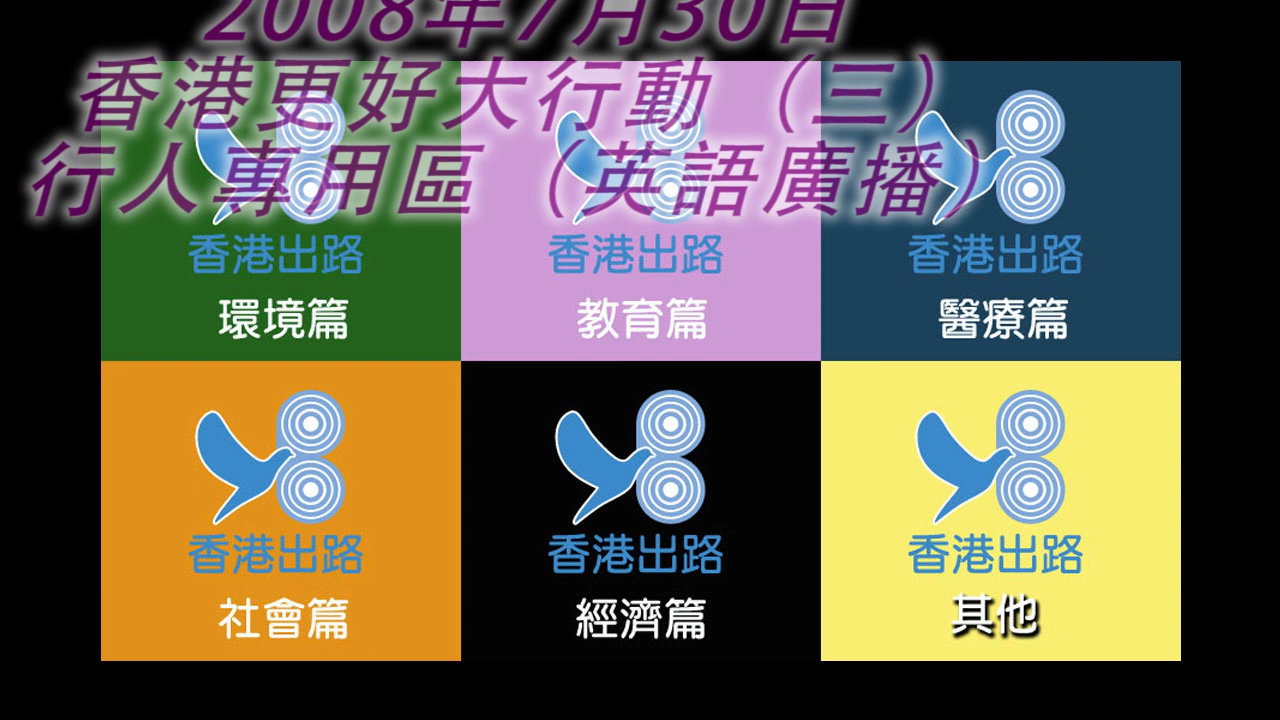 2008年7月30日
香港更好大行動（三）
行人專用區（英語廣播）
香港出路
環境篇
香港出路
教育篇
香港出路
醫療篇
香港出路
社會篇
香港出路
經濟篇
香港出路
其他